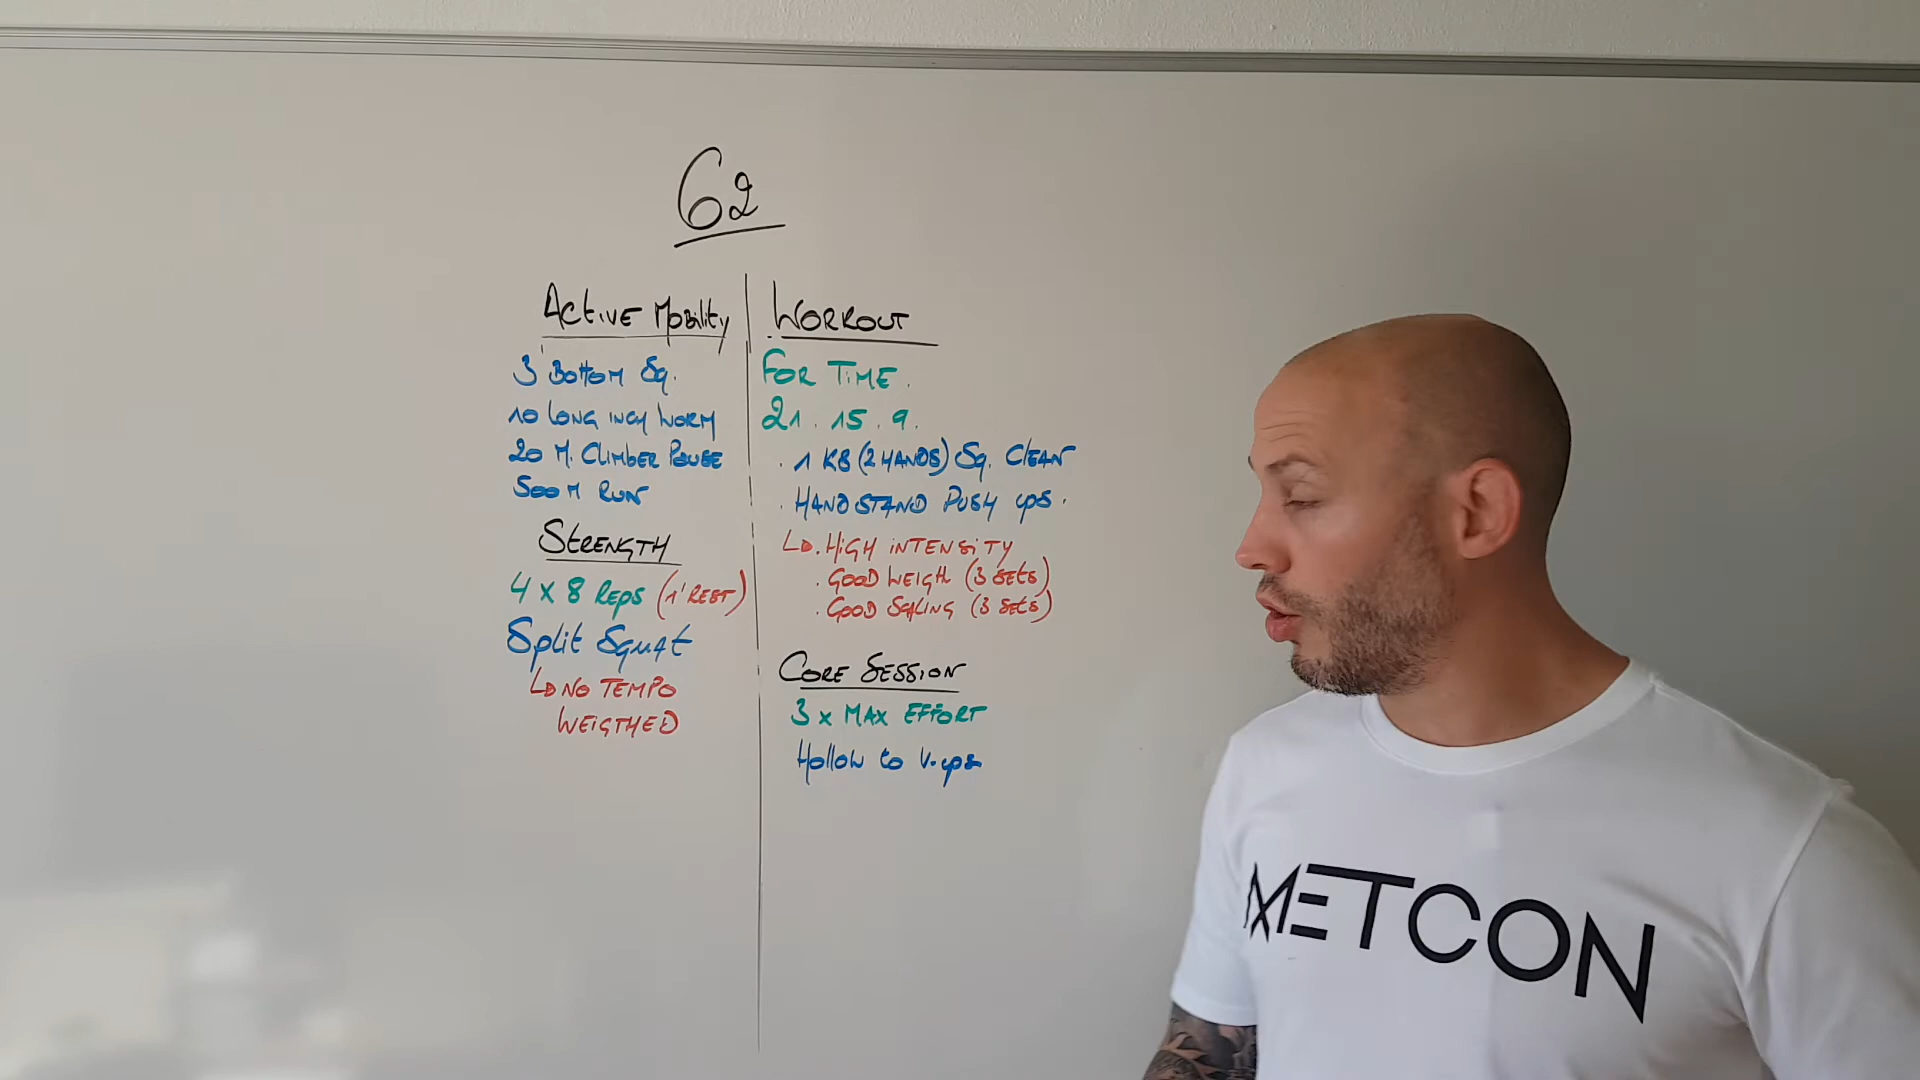 62
Active Mobility
3' Bottom Sq.
10 Long inch Worm
20 M. Climber Pause
500 M Run
Strength
4 x 8 Reps (1' Rest)
Split Squat
No Tempo
Weigthed
Workout
For Time.
21. 15. 9.
. 1 KB (2 Hands) Sq. Clean
. Handstand Push ups.
. High intensity
. Good Weigth (3 sets)
. Good Scaling (3 sets)
Core Session
3 x Max Effort
Hollow to V-ups
METCON